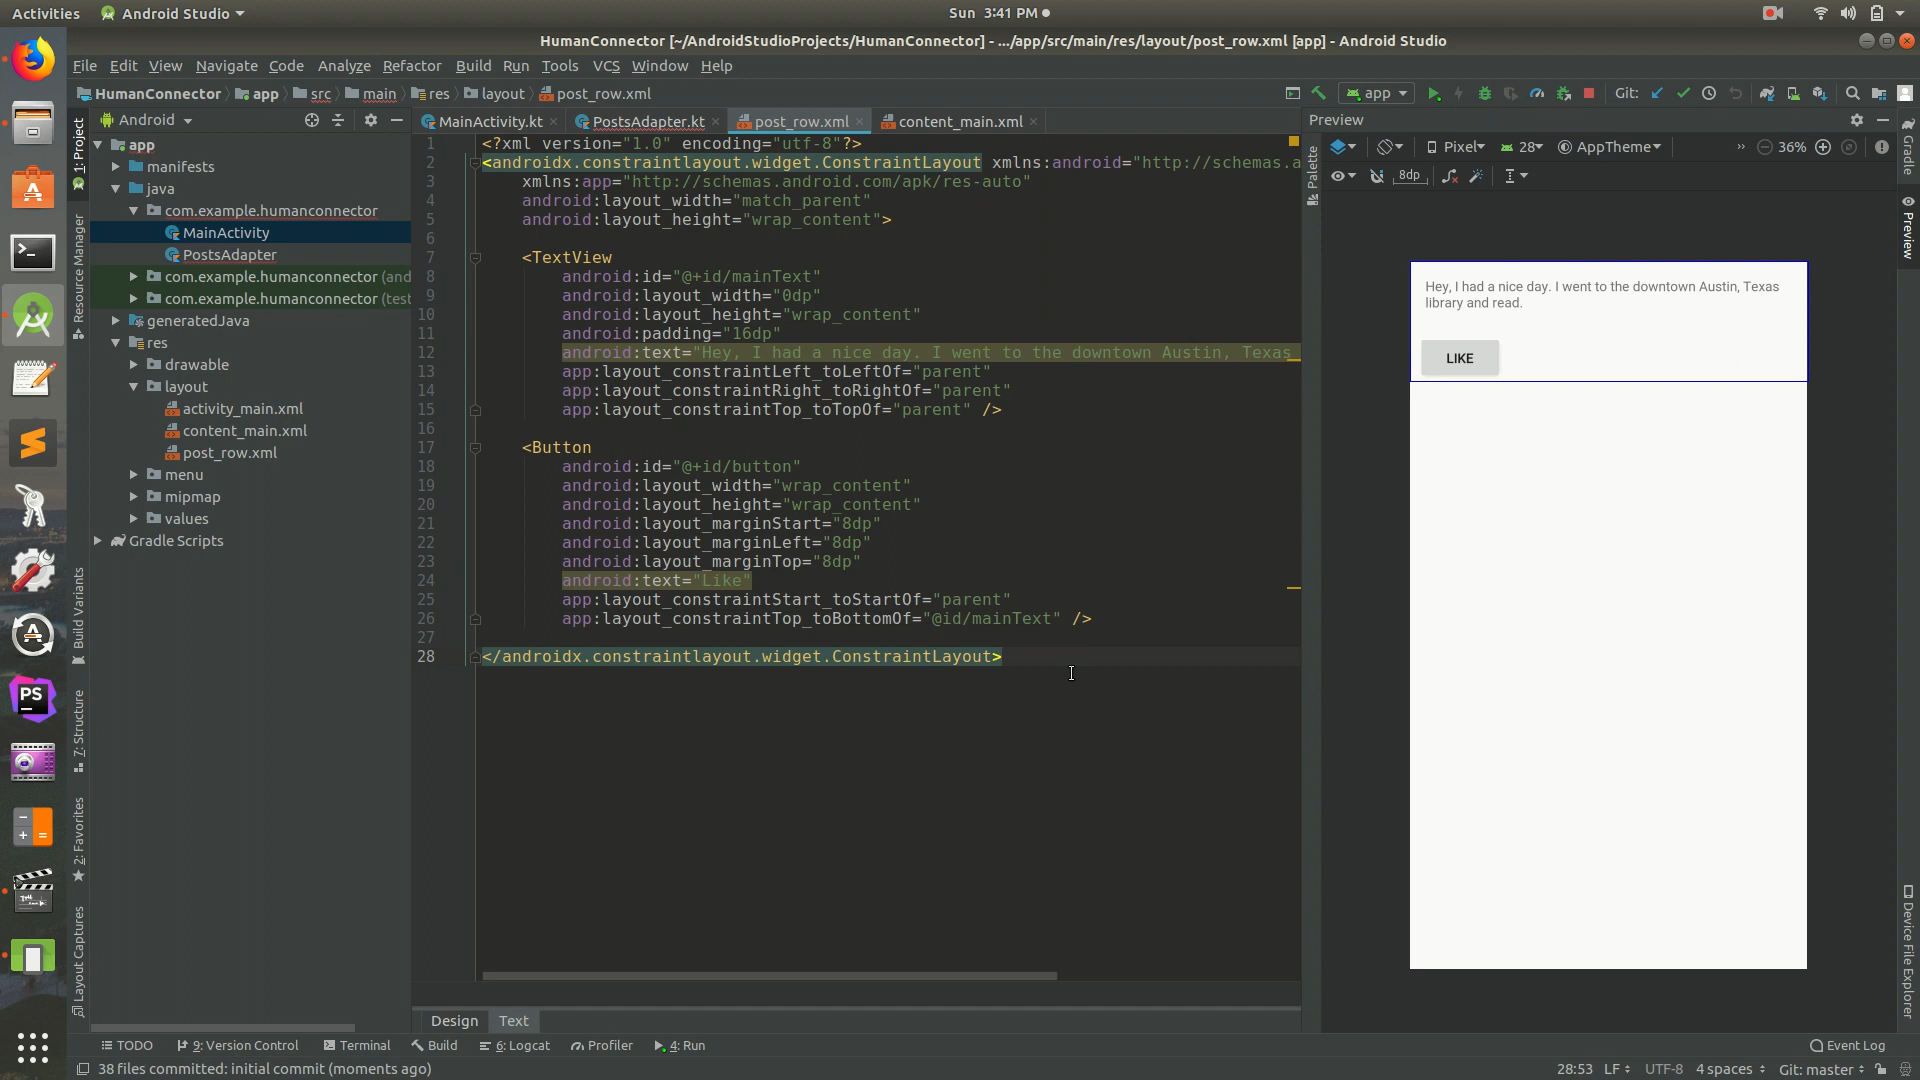 Activities Android Studio Sun 3:41 PM
HumanConnector [~/AndroidStudioProjects/HumanConnector] - .../app/src/main/res/layout/post_row.xml [app] - Android Studio
File Edit View Navigate Code Analyze Refactor Build Run Tools VCS Window Help
HumanConnector app src main res layout post_row.xml app Git:
Android
MainActivity.kt PostsAdapter.kt post_row.xml content_main.xml
Preview
1: Project
Resource Manager
Build Variants
7: Structure
2: Favorites
Layout Captures
app
manifests
java
com.example.humanconnector
MainActivity
PostsAdapter
com.example.humanconnector (and
com.example.humanconnector (test
generatedJava
res
drawable
layout
activity_main.xml
content_main.xml
post_row.xml
menu
mipmap
values
Gradle Scripts
1 <?xml version="1.0" encoding="utf-8"?>
2 <androidx.constraintlayout.widget.ConstraintLayout xmlns:android="http://schemas.a
3 xmlns:app="http://schemas.android.com/apk/res-auto"
4 android:layout_width="match_parent"
5 android:layout_height="wrap_content">
6
7 <TextView
8 android:id="@+id/mainText"
9 android:layout_width="0dp"
10 android:layout_height="wrap_content"
11 android:padding="16dp"
12 android:text="Hey, I had a nice day. I went to the downtown Austin, Texas
13 app:layout_constraintLeft_toLeftOf="parent"
14 app:layout_constraintRight_toRightOf="parent"
15 app:layout_constraintTop_toTopOf="parent" />
16
17 <Button
18 android:id="@+id/button"
19 android:layout_width="wrap_content"
20 android:layout_height="wrap_content"
21 android:layout_marginStart="8dp"
22 android:layout_marginLeft="8dp"
23 android:layout_marginTop="8dp"
24 android:text="Like"
25 app:layout_constraintStart_toStartOf="parent"
26 app:layout_constraintTop_toBottomOf="@id/mainText" />
27
28 </androidx.constraintlayout.widget.ConstraintLayout>
Palette
Pixel 28 AppTheme 36%
8dp
Hey, I had a nice day. I went to the downtown Austin, Texas
library and read.
LIKE
Gradle
Preview
Device File Explorer
PS
Design Text
TODO 9: Version Control Terminal Build 6: Logcat Profiler 4: Run Event Log
38 files committed: initial commit (moments ago) 28:53 LF UTF-8 4 spaces Git: master